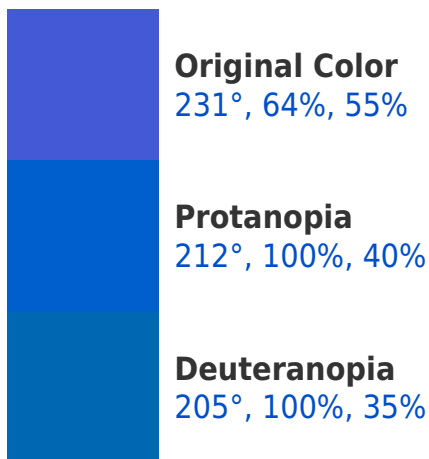 Original Color
231°, 64%, 55%
Protanopia
212°, 100%, 40%
Deuteranopia
205°, 100%, 35%